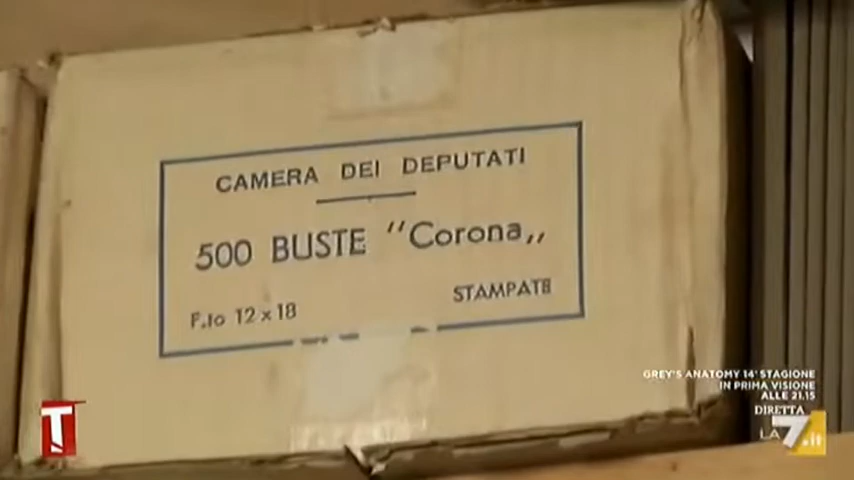 CAMERA DEI DEPUTATI
500 BUSTE "Corona„
F.to 12 x 18
STAMPATE
GREY'S ANATOMY 14ª STAGIONE
IN PRIMA VISIONE
ALLE 21.15
DIRETTA
LA7.it
T